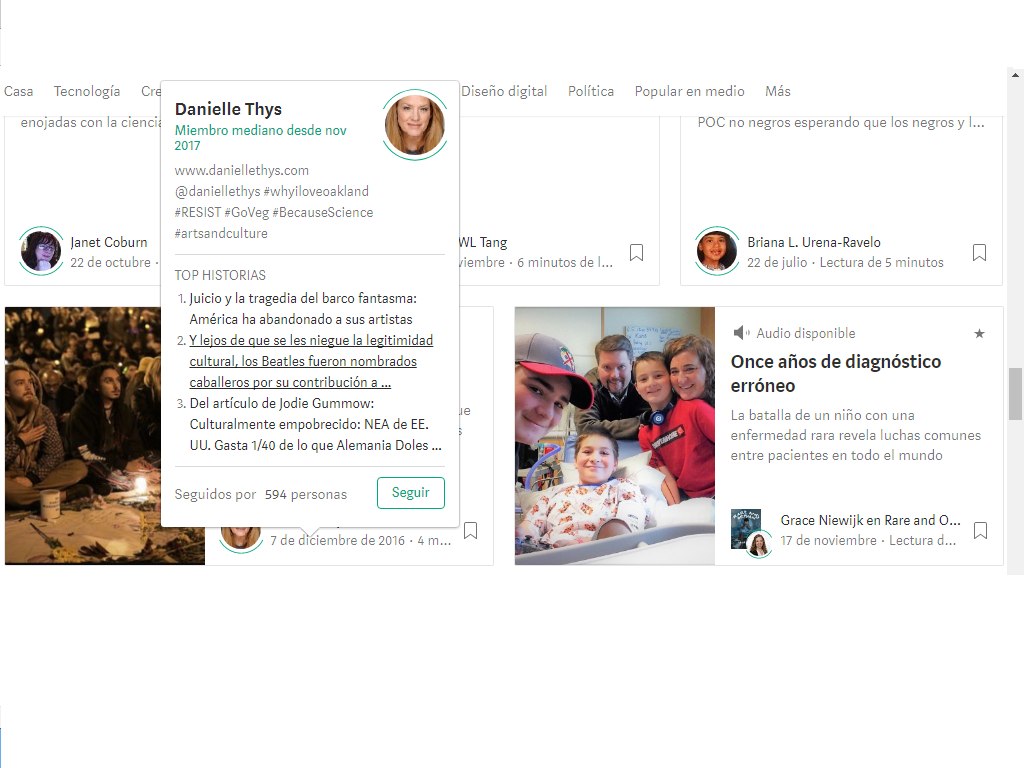 Casa Tecnología Cre Diseño digital Política Popular en medio Más
enojadas con la ciencia
POC no negros esperando que los negros y l...
Danielle Thys
Miembro mediano desde nov
2017
www.daniellethys.com
@daniellethys #whyiloveoakland
#RESIST #GoVeg #BecauseScience
#artsandculture
Janet Coburn
22 de octubre ·
WL Tang
viembre · 6 minutos de l...
Briana L. Urena-Ravelo
22 de julio · Lectura de 5 minutos
TOP HISTORIAS
1. Juicio y la tragedia del barco fantasma:
América ha abandonado a sus artistas
2. Y lejos de que se les niegue la legitimidad
cultural, los Beatles fueron nombrados
caballeros por su contribución a ...
3. Del artículo de Jodie Gummow:
Culturalmente empobrecido: NEA de EE.
UU. Gasta 1/40 de lo que Alemania Doles ...
Seguidos por 594 personas
Seguir
ue
s
7 de diciembre de 2016 · 4 m...
Audio disponible
Once años de diagnóstico
erróneo
La batalla de un niño con una
enfermedad rara revela luchas comunes
entre pacientes en todo el mundo
Grace Niewijk en Rare and O...
17 de noviembre · Lectura d...